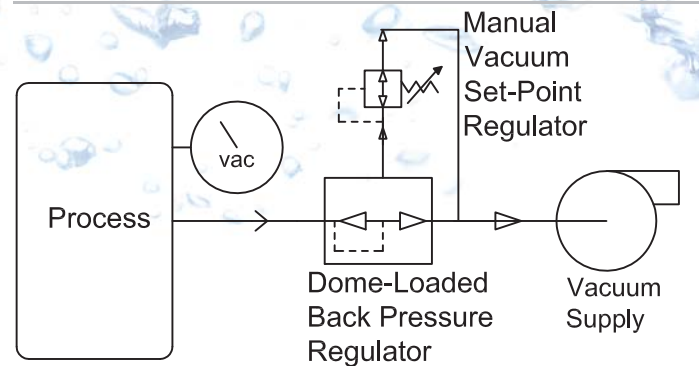 Manual
Vacuum
Set-Point
Regulator
vac
Process
Dome-Loaded
Back Pressure
Regulator
Vacuum
Supply